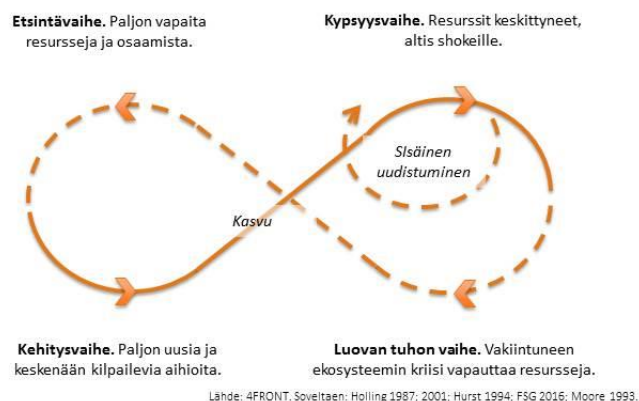 Etsintävaihe. Paljon vapaita
resursseja ja osaamista.
Kypsyysvaihe. Resurssit keskittyneet,
altis shokeille.
SIsäinen
uudistuminen
Kasvu
Kehitysvaihe. Paljon uusia ja
keskenään kilpailevia aihioita.
Luovan tuhon vaihe. Vakiintuneen
ekosysteemin kriisi vapauttaa resursseja.
Lähde: 4FRONT. Soveltaen: Holling 1987; 2001; Hurst 1994; FSG 2016; Moore 1993.